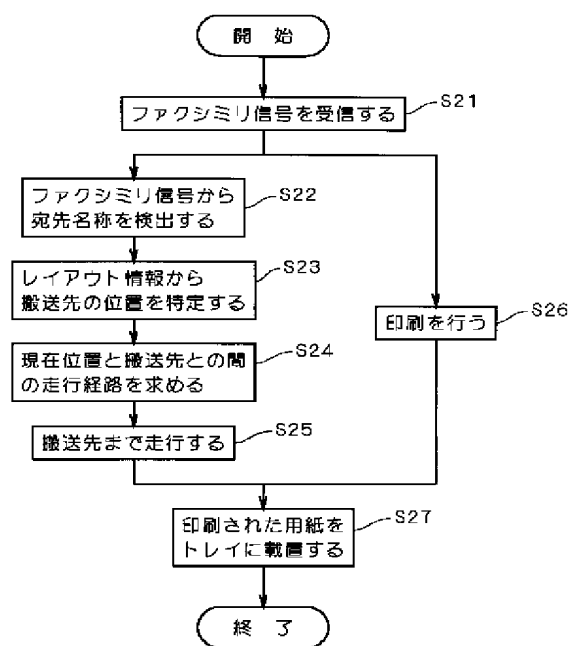 開 始
ファクシミリ信号を受信する
S21
ファクシミリ信号から
宛先名称を検出する
S22
レイアウト情報から
搬送先の位置を特定する
S23
現在位置と搬送先との間
の走行経路を求める
S24
搬送先まで走行する
S25
印刷を行う
S26
印刷された用紙を
トレイに載置する
S27
終 了